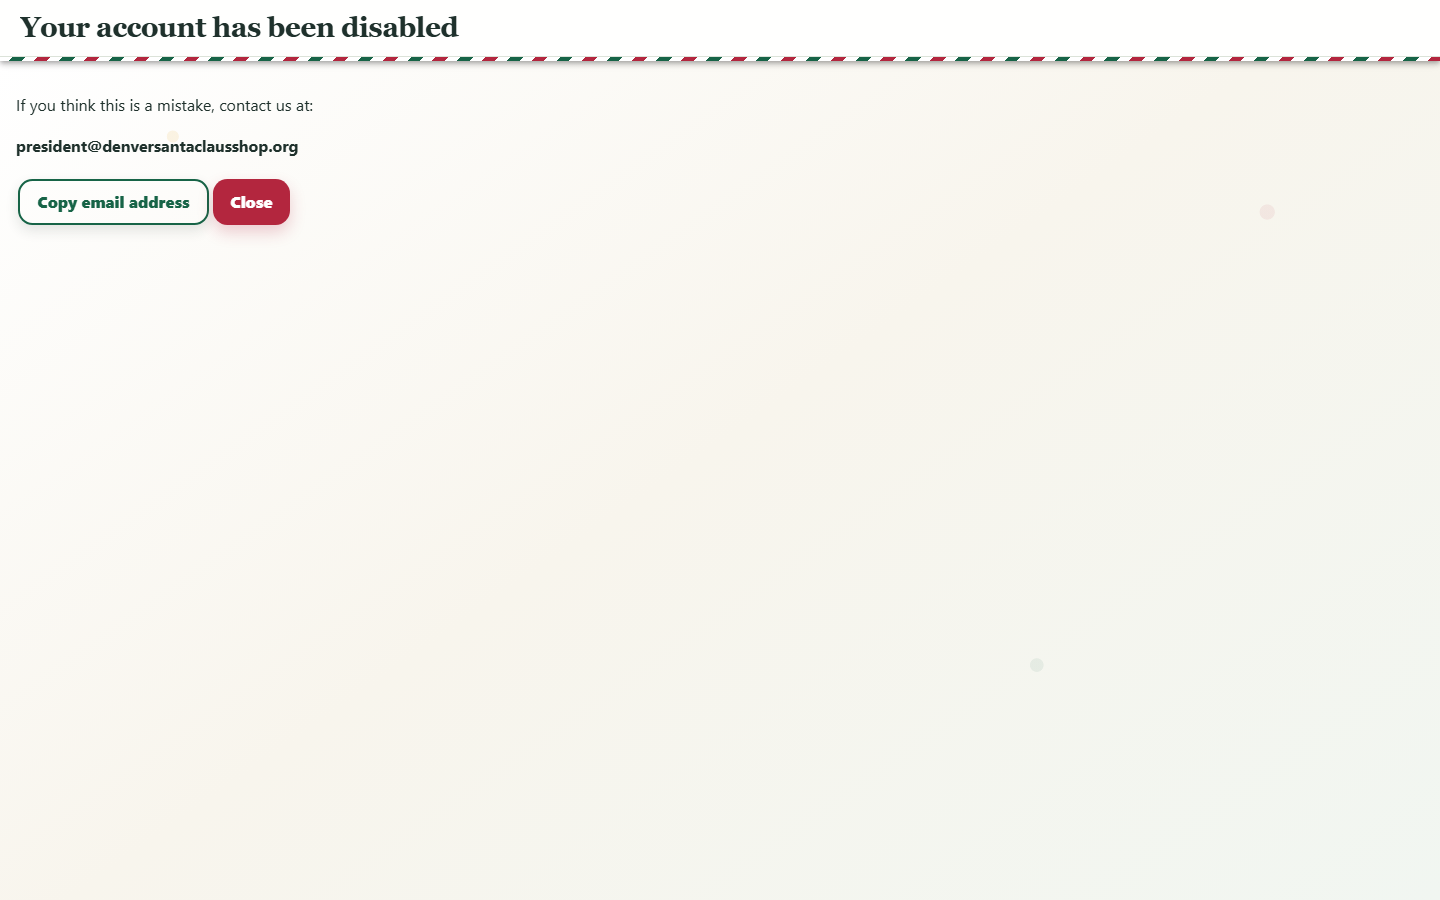 Your account has been disabled
If you think this is a mistake, contact us at:
president@denversantaclausshop.org
Copy email address
Close